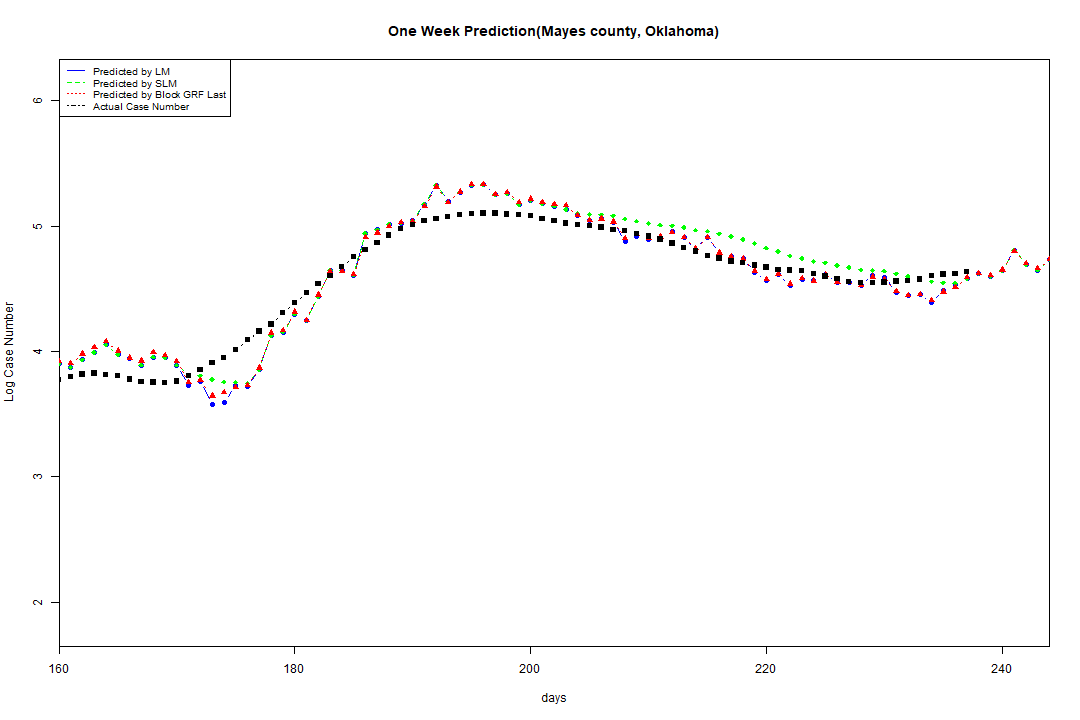 One Week Prediction(Mayes county, Oklahoma)
Predicted by LM
Predicted by SLM
Predicted by Block GRF Last
Actual Case Number
6
5
4
3
2
Log Case Number
160 180 200 220 240
days